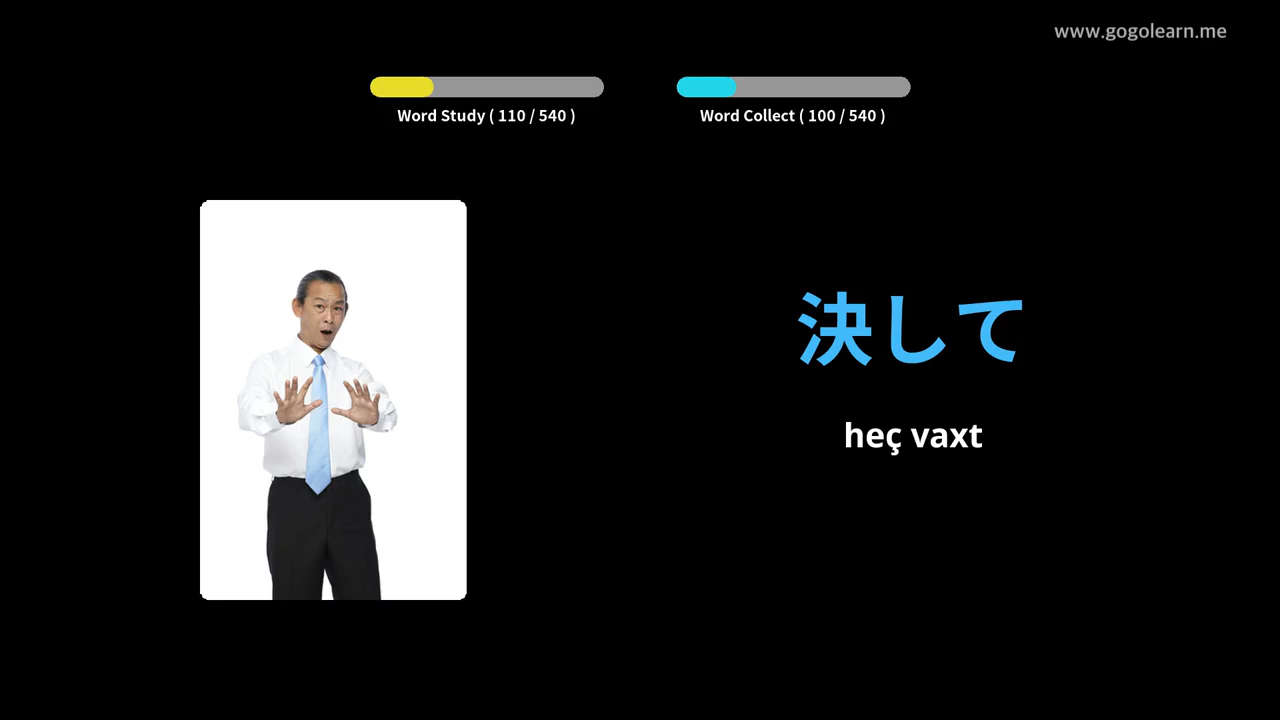 www.gogolearn.me
Word Study ( 110 / 540 )
Word Collect ( 100 / 540 )
決して
heç vaxt